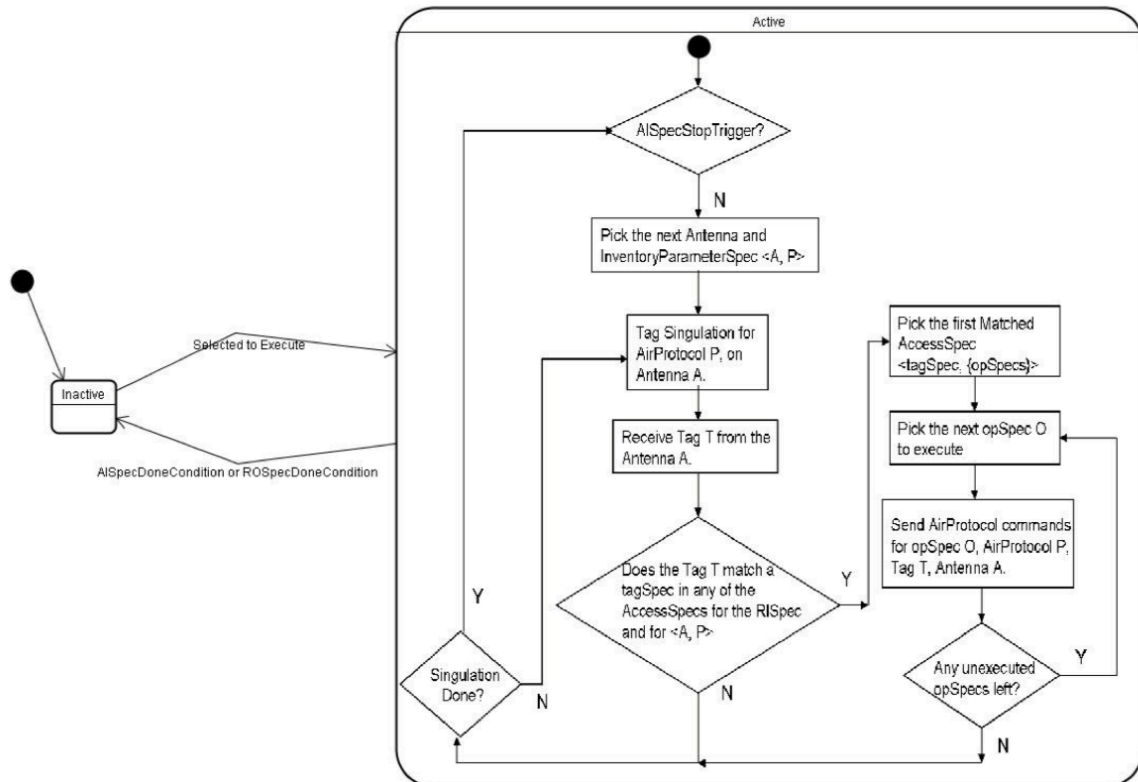 Active
AISpecStopTrigger?
N
Pick the next Antenna and
InventoryParameterSpec <A, P>
Tag Singulation for
AirProtocol P, on
Antenna A.
Receive Tag T from the
Antenna A.
Does the Tag T match a
tagSpec in any of the
AccessSpecs for the RISpec
and for <A, P>
Y
N
Pick the first Matched
AccessSpec
<tagSpec, {opSpecs}>
Pick the next opSpec O
to execute
Send AirProtocol commands
for opSpec O, AirProtocol P,
Tag T, Antenna A.
Any unexecuted
opSpecs left?
Y
N
Singulation
Done?
Y
N
Selected to Execute
Inactive
AISpecDoneCondition or ROSpecDoneCondition